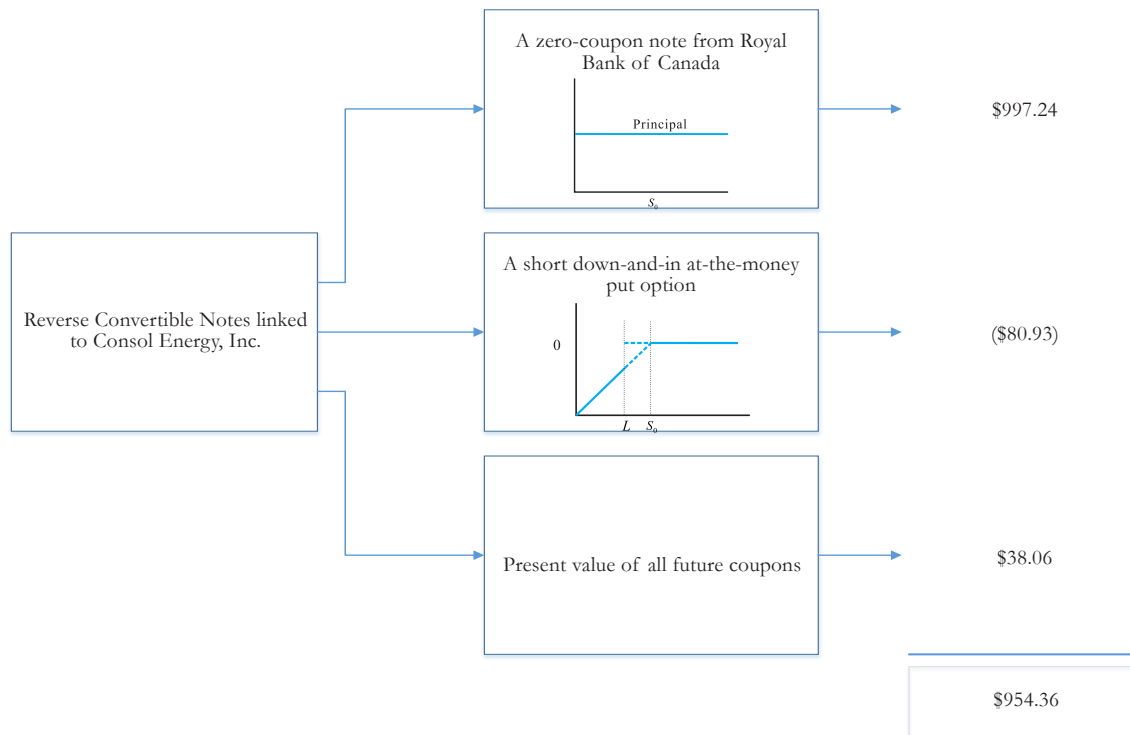 A zero-coupon note from Royal
Bank of Canada
Principal
S₀
$997.24
Reverse Convertible Notes linked
to Consol Energy, Inc.
A short down-and-in at-the-money
put option
0
L S₀
($80.93)
Present value of all future coupons
$38.06
$954.36